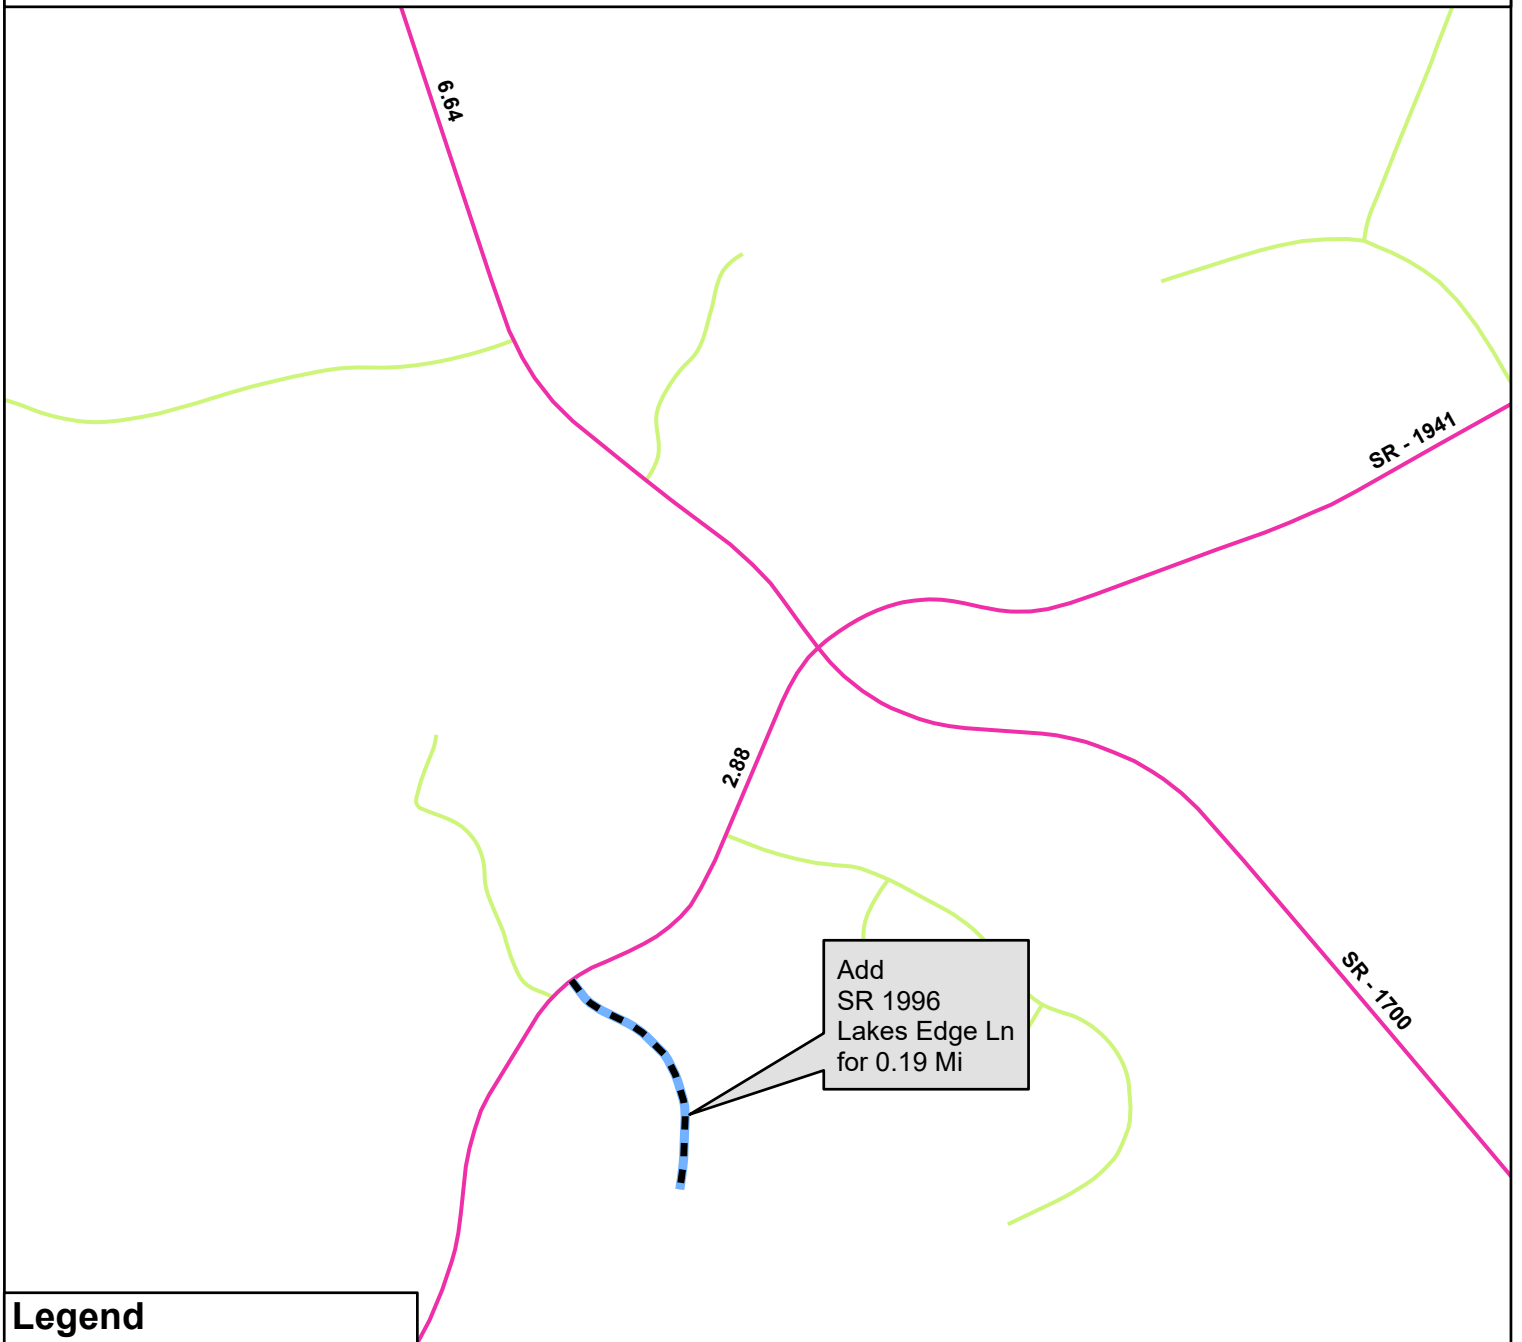 6.64
SR - 1941
2.88
Add
SR 1996
Lakes Edge Ln
for 0.19 Mi
SR - 1700
Legend